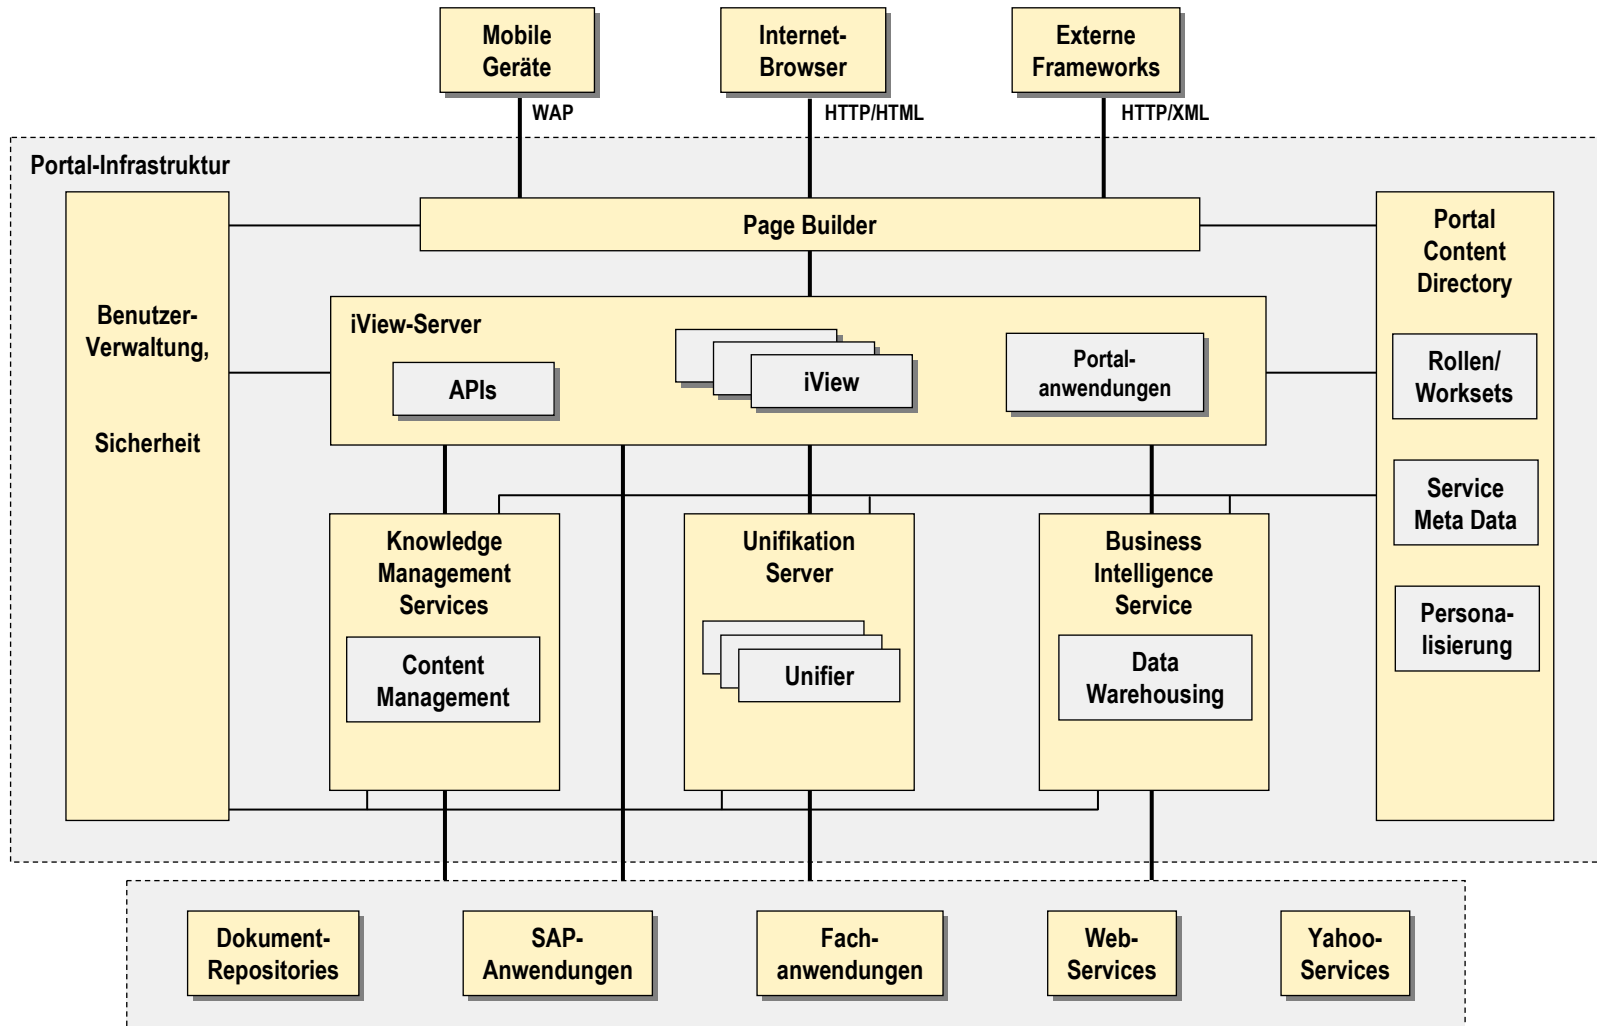 Mobile
Geräte
Internet-
Browser
Externe
Frameworks
WAP
HTTP/HTML
HTTP/XML
Portal-Infrastruktur
Page Builder
Benutzer-
Verwaltung,
Sicherheit
iView-Server
APIs
iView
Portal-
anwendungen
Portal
Content
Directory
Rollen/
Worksets
Service
Meta Data
Persona-
lisierung
Knowledge
Management
Services
Content
Management
Unifikation
Server
Unifier
Business
Intelligence
Service
Data
Warehousing
Dokument-
Repositories
SAP-
Anwendungen
Fach-
anwendungen
Web-
Services
Yahoo-
Services